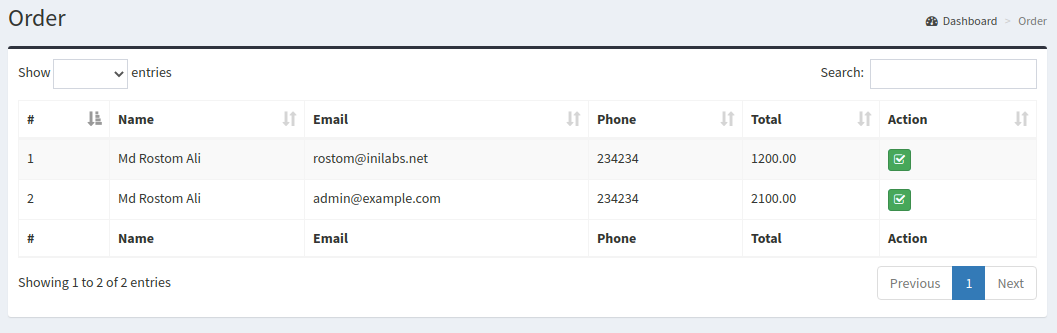 Order
Dashboard > Order
Show entries Search:
# Name Email Phone Total Action
1 Md Rostom Ali rostom@inilabs.net 234234 1200.00
2 Md Rostom Ali admin@example.com 234234 2100.00
# Name Email Phone Total Action
Showing 1 to 2 of 2 entries Previous 1 Next